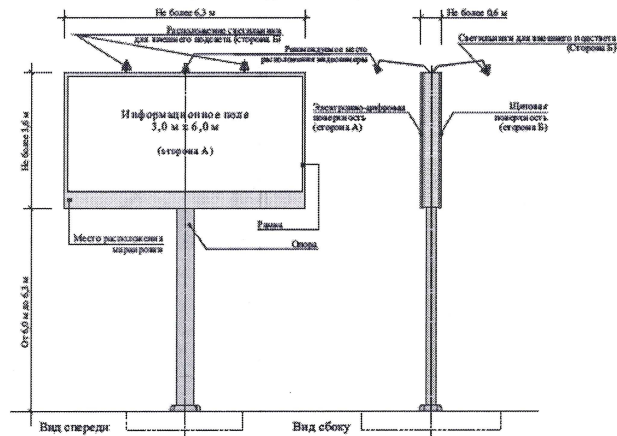 Не более 6,3 м
Не более 0,6 м
Расположение светильников
для внешнего подсвета (сторона Б)
Рекомендуемое место
расположения видеокамеры
Светильники для внешнего подсвета
(Сторона Б)
Не более 3,6 м
Информационное поле
3,0 м х 6,0 м
(сторона А)
Электронно-цифровая
поверхность
(сторона А)
Щитовая
поверхность
(сторона Б)
Рамка
Место расположения
маркировки
Опора
От 6,0 м до 6,3 м
Вид спереди
Вид сбоку